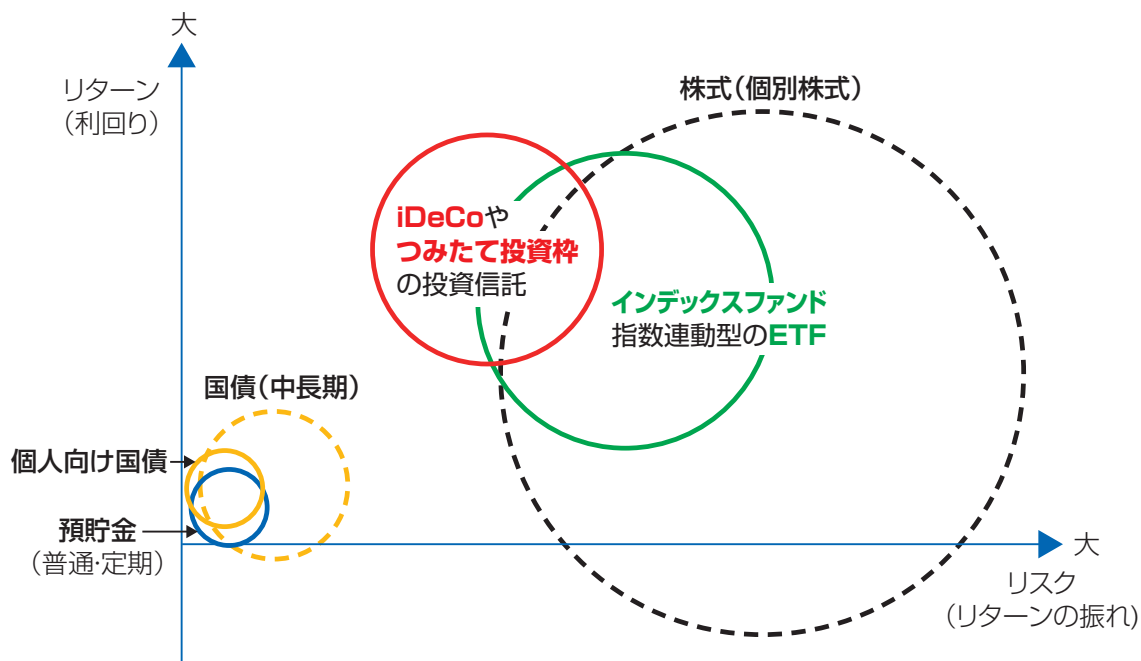 大
リターン
（利回り）
株式（個別株式）
iDeCoや
つみたて投資枠
の投資信託
インデックスファンド
指数連動型のETF
国債（中長期）
個人向け国債
預貯金
（普通・定期）
大
リスク
（リターンの振れ）